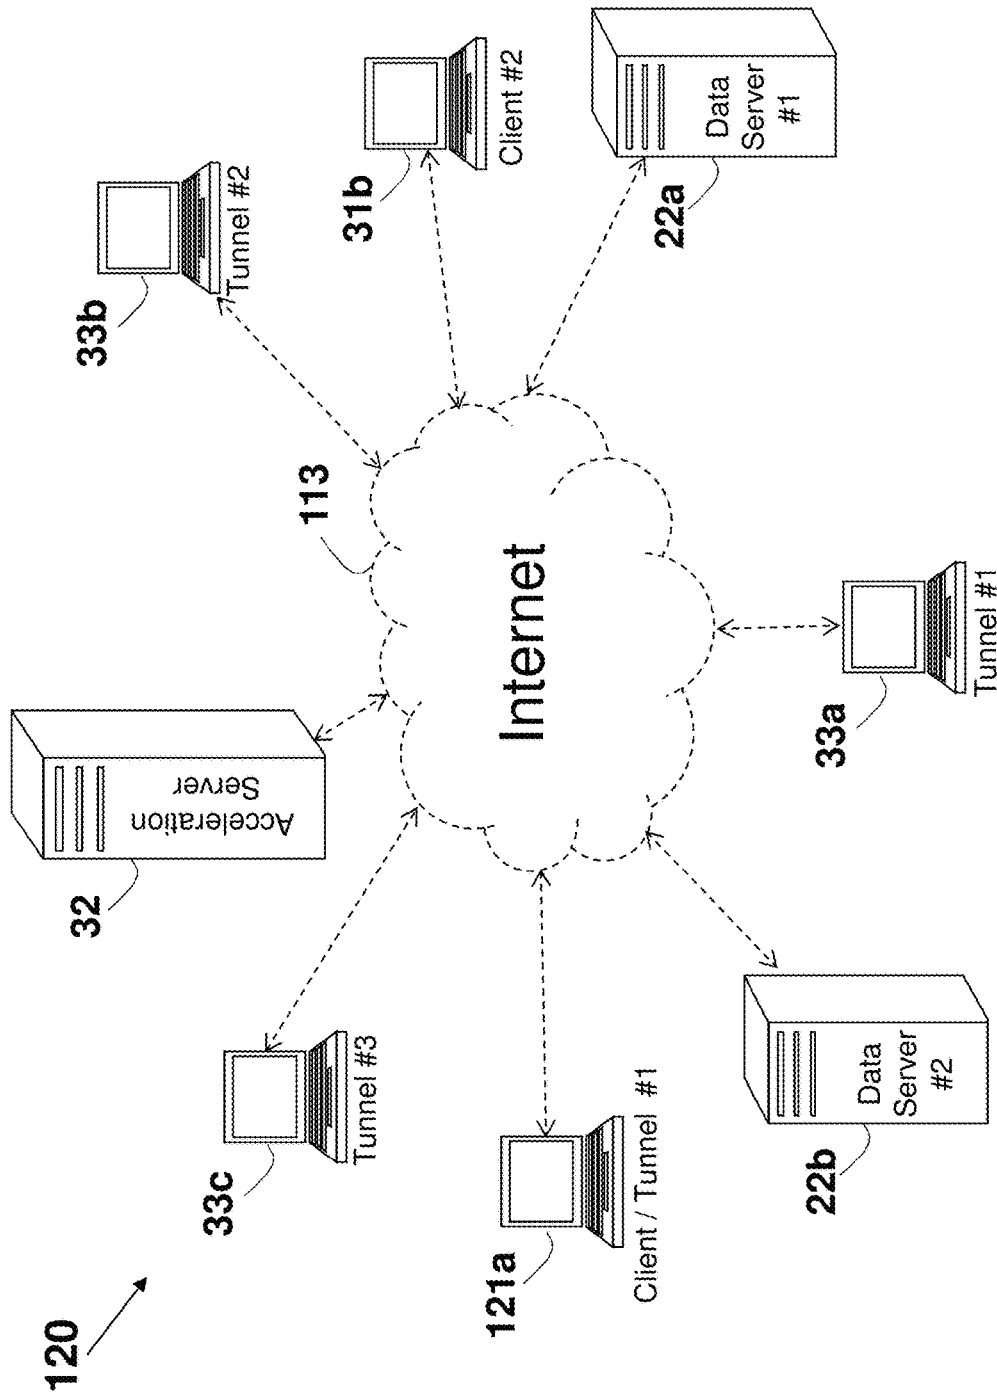 120
33c
Tunnel #3
32
Acceleration
Server
33b
Tunnel #2
121a
Client / Tunnel #1
113
Internet
31b
Client #2
22b
Data
Server
#2
33a
Tunnel #1
22a
Data
Server
#1